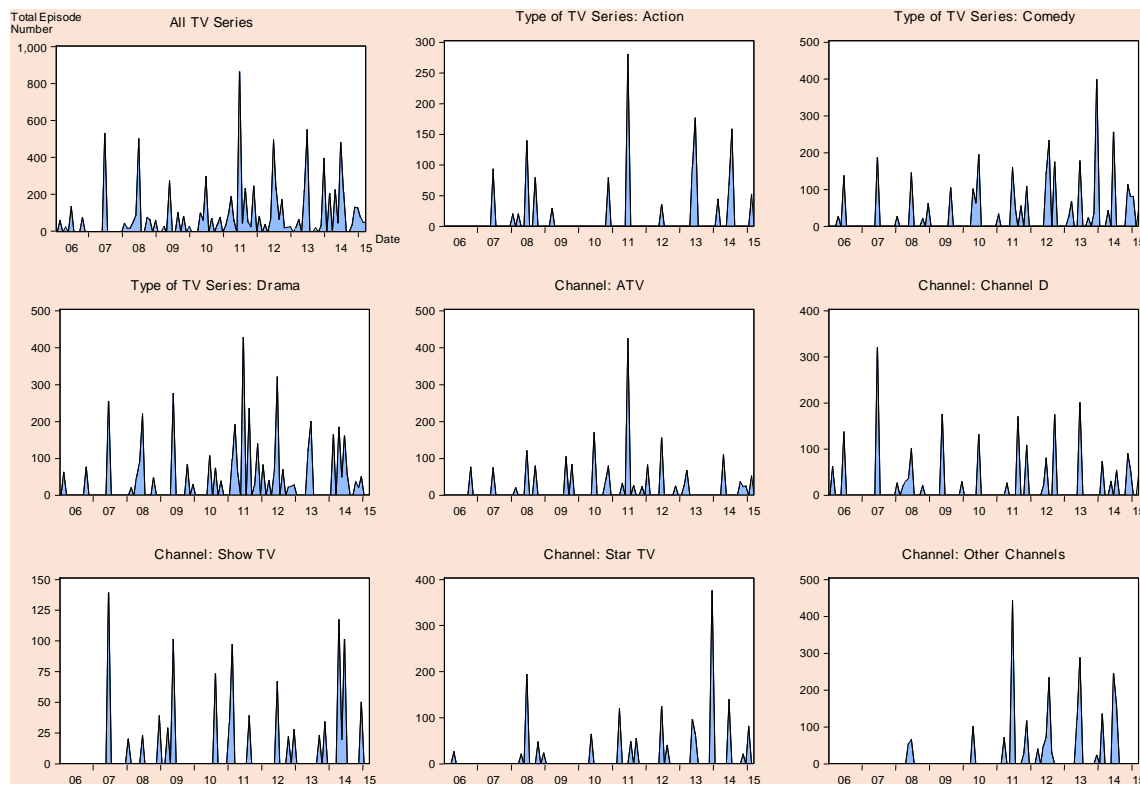 Total Episode
Number
All TV Series
1,000
800
600
400
200
0
06 07 08 09 10 11 12 13 14 15
Date
Type of TV Series: Action
300
250
200
150
100
50
0
06 07 08 09 10 11 12 13 14 15
Type of TV Series: Comedy
500
400
300
200
100
0
06 07 08 09 10 11 12 13 14 15
Type of TV Series: Drama
500
400
300
200
100
0
06 07 08 09 10 11 12 13 14 15
Channel: ATV
500
400
300
200
100
0
06 07 08 09 10 11 12 13 14 15
Channel: Channel D
400
300
200
100
0
06 07 08 09 10 11 12 13 14 15
Channel: Show TV
150
125
100
75
50
25
0
06 07 08 09 10 11 12 13 14 15
Channel: Star TV
400
300
200
100
0
06 07 08 09 10 11 12 13 14 15
Channel: Other Channels
500
400
300
200
100
0
06 07 08 09 10 11 12 13 14 15